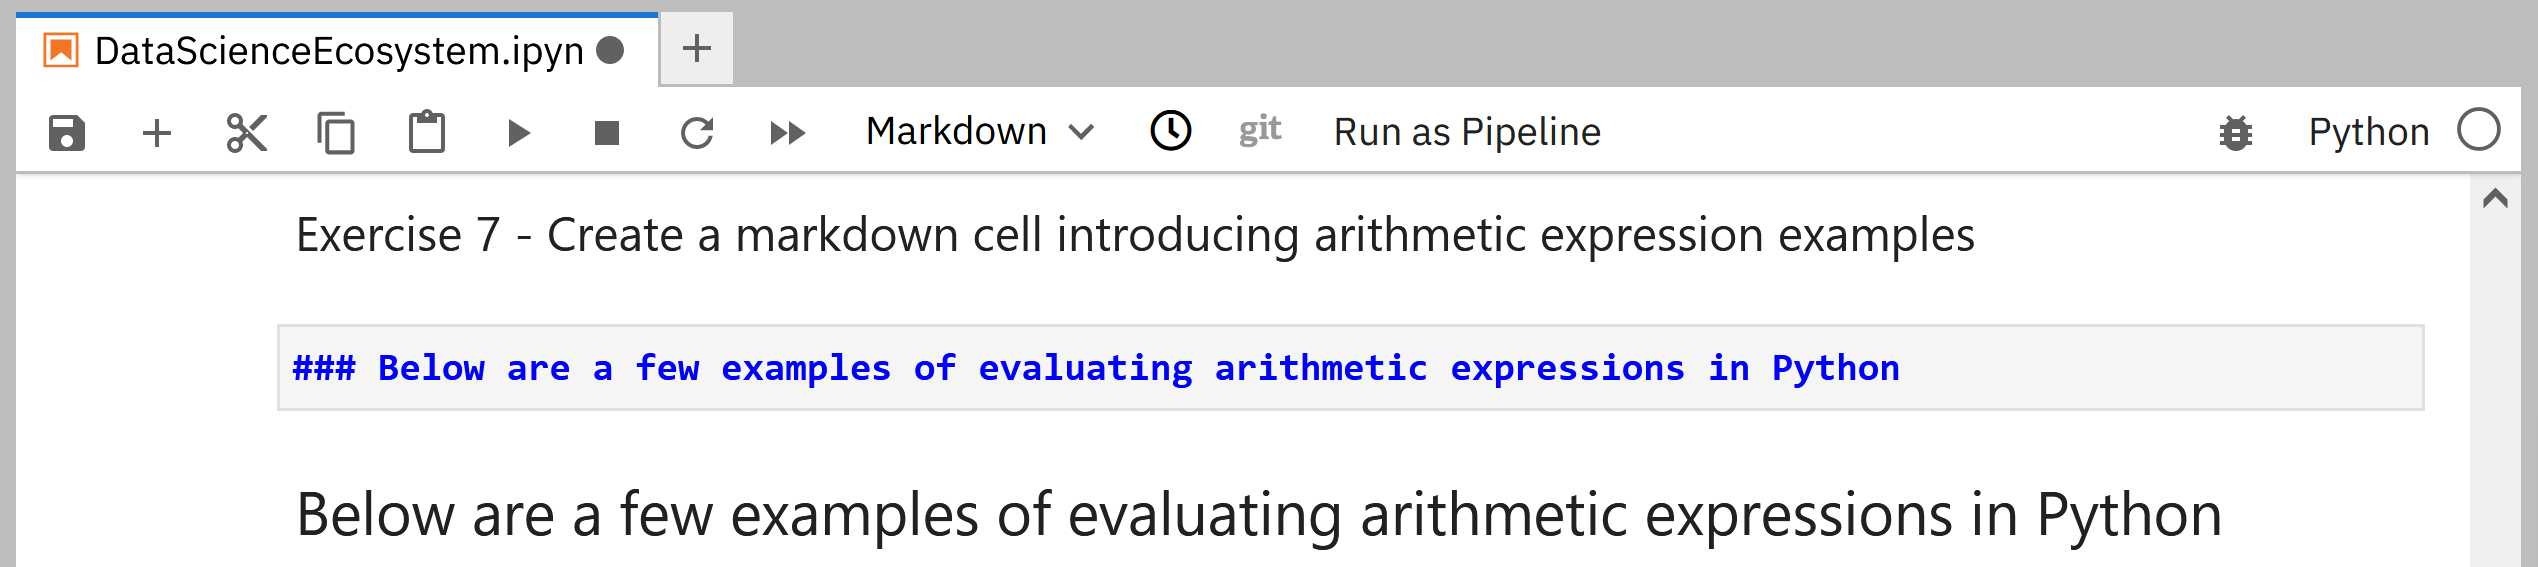 DataScienceEcosystem.ipyn
Markdown git Run as Pipeline Python
Exercise 7 - Create a markdown cell introducing arithmetic expression examples
### Below are a few examples of evaluating arithmetic expressions in Python
Below are a few examples of evaluating arithmetic expressions in Python